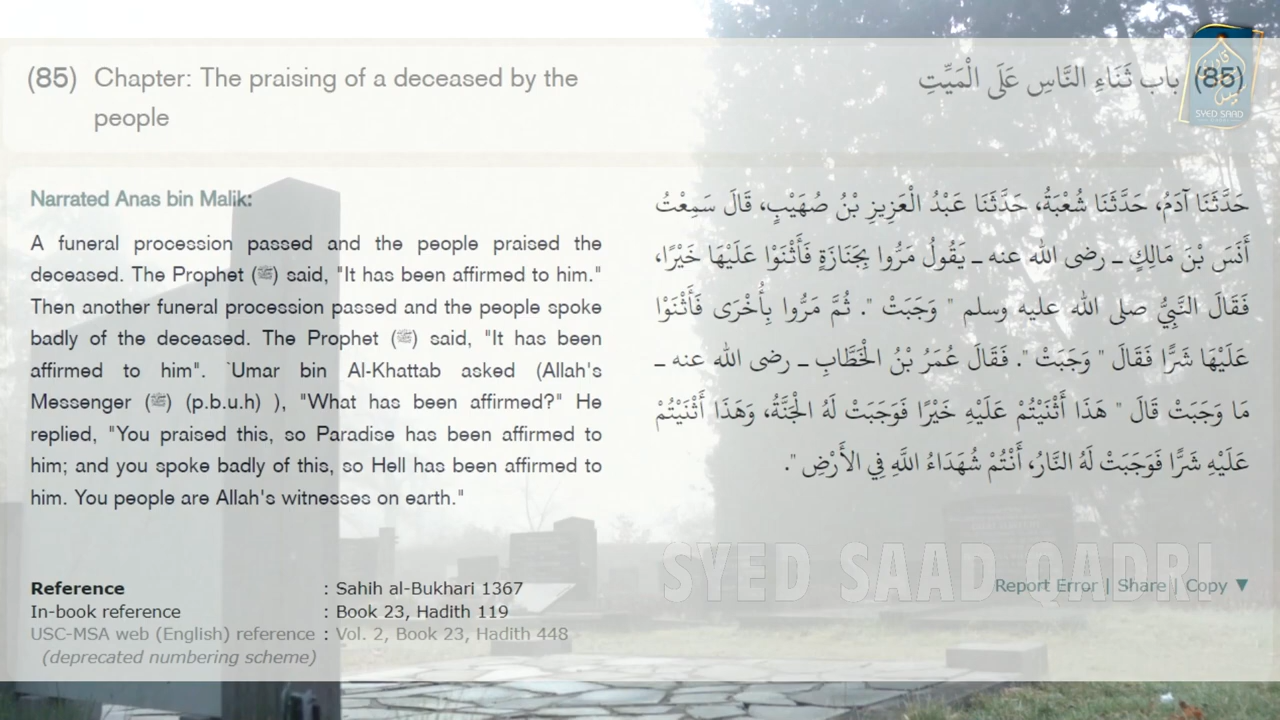 (85) Chapter: The praising of a deceased by the
people
(85) باب ثَنَاءِ النَّاسِ عَلَى الْمَيِّتِ
SYED SAAD
Narrated Anas bin Malik:
A funeral procession passed and the people praised the
deceased. The Prophet (ﷺ) said, "It has been affirmed to him."
Then another funeral procession passed and the people spoke
badly of the deceased. The Prophet (ﷺ) said, "It has been
affirmed to him". `Umar bin Al-Khattab asked (Allah's
Messenger (ﷺ) (p.b.u.h) ), "What has been affirmed?" He
replied, "You praised this, so Paradise has been affirmed to
him; and you spoke badly of this, so Hell has been affirmed to
him. You people are Allah's witnesses on earth."
حَدَّثَنَا آدَمُ، حَدَّثَنَا شُعْبَةُ، حَدَّثَنَا عَبْدُ الْعَزِيزِ بْنُ صُهَيْبٍ، قَالَ سَمِعْتُ
أَنَسَ بْنَ مَالِكٍ ـ رضى الله عنه ـ يَقُولُ مَرُّوا بِجَنَازَةٍ فَأَثْنَوْا عَلَيْهَا خَيْرًا،
فَقَالَ النَّبِيُّ صلى الله عليه وسلم " وَجَبَتْ ". ثُمَّ مَرُّوا بِأُخْرَى فَأَثْنَوْا
عَلَيْهَا شَرًّا فَقَالَ " وَجَبَتْ ". فَقَالَ عُمَرُ بْنُ الْخَطَّابِ ـ رضى الله عنه ـ
مَا وَجَبَتْ قَالَ " هَذَا أَثْنَيْتُمْ عَلَيْهِ خَيْرًا فَوَجَبَتْ لَهُ الْجَنَّةُ، وَهَذَا أَثْنَيْتُمْ
عَلَيْهِ شَرًّا فَوَجَبَتْ لَهُ النَّارُ، أَنْتُمْ شُهَدَاءُ اللَّهِ فِي الأَرْضِ ".
SYED SAAD QADRI
Report Error | Share | Copy ▼
Reference : Sahih al-Bukhari 1367
In-book reference : Book 23, Hadith 119
USC-MSA web (English) reference : Vol. 2, Book 23, Hadith 448
(deprecated numbering scheme)